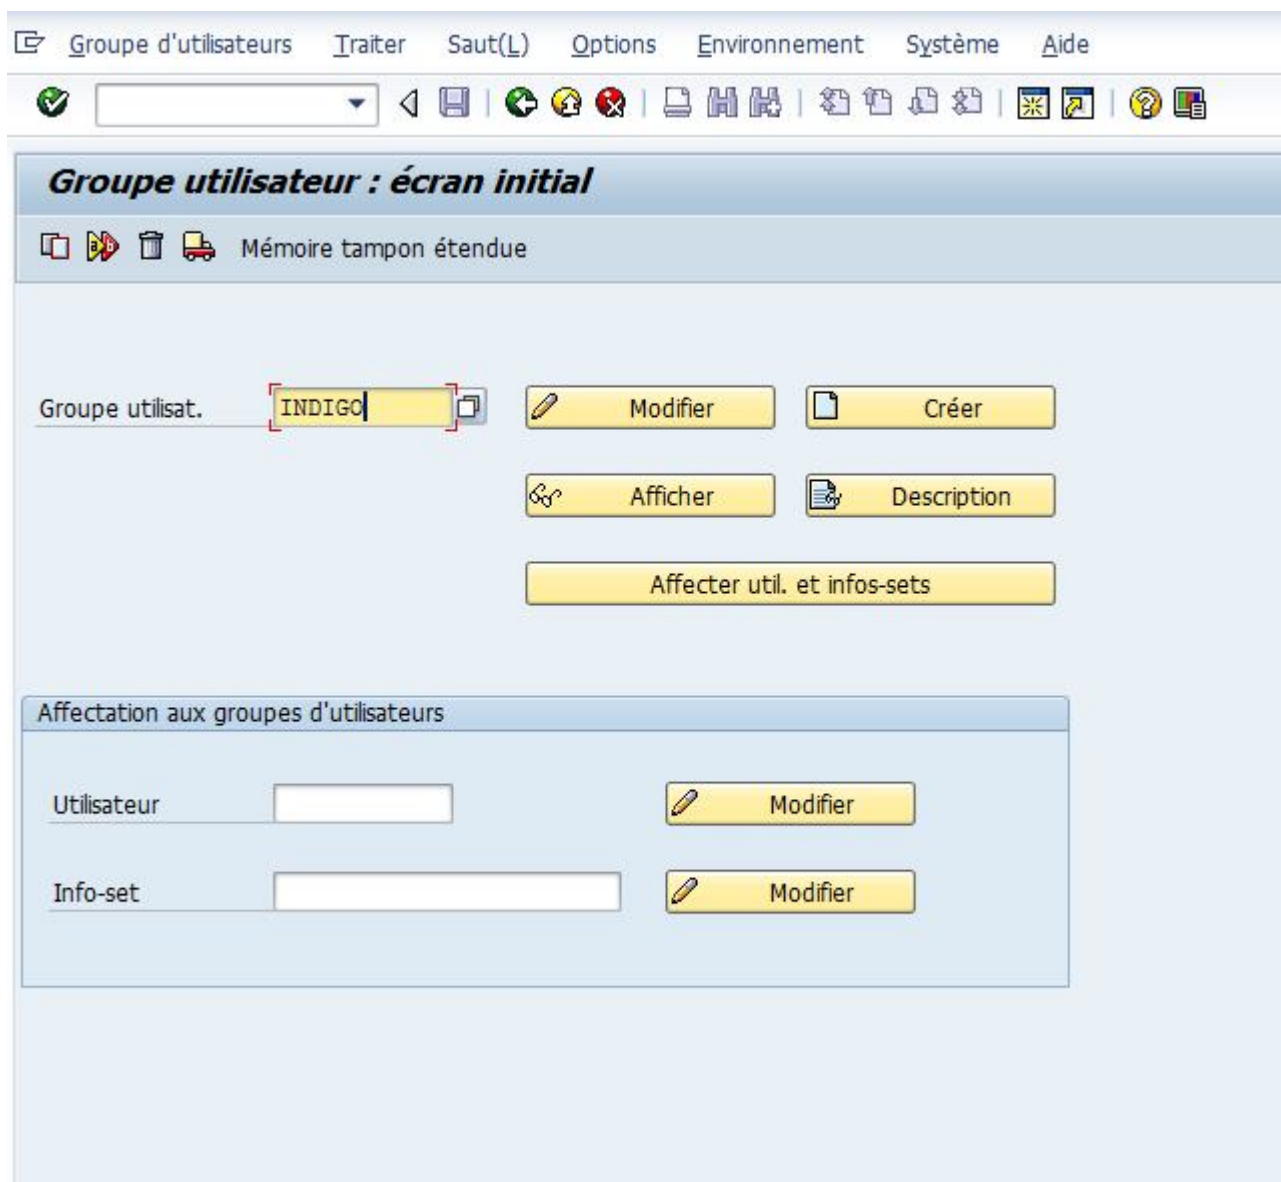 Groupe d'utilisateurs Traiter Saut(L) Options Environnement Système Aide
Groupe utilisateur : écran initial
Mémoire tampon étendue
Groupe utilisat. INDIGO Modifier Créer
Afficher Description
Affecter util. et infos-sets
Affectation aux groupes d'utilisateurs
Utilisateur Modifier
Info-set Modifier